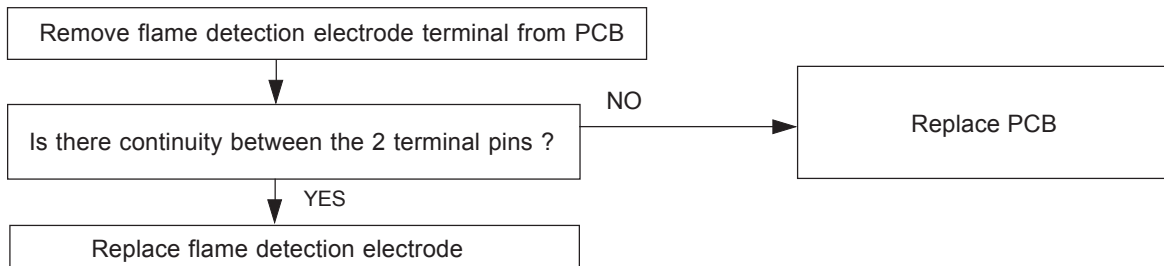 Remove flame detection electrode terminal from PCB
NO
Is there continuity between the 2 terminal pins ?
Replace PCB
YES
Replace flame detection electrode